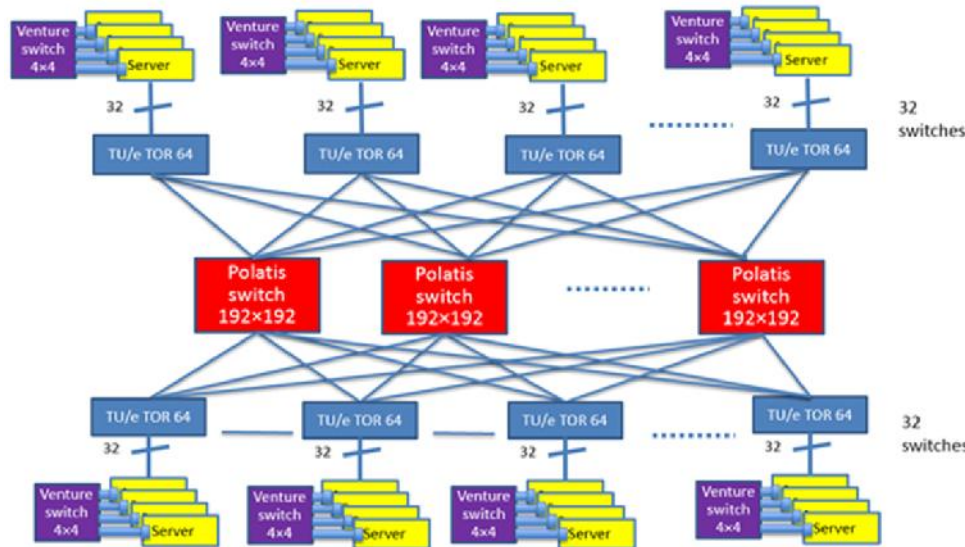 Venture
switch
4×4
Server
Venture
switch
4×4
Server
Venture
switch
4×4
Server
Venture
switch
4×4
Server
32
32
32
32
32
switches
TU/e TOR 64
TU/e TOR 64
TU/e TOR 64
TU/e TOR 64
Polatis
switch
192×192
Polatis
switch
192×192
Polatis
switch
192×192
TU/e TOR 64
TU/e TOR 64
TU/e TOR 64
TU/e TOR 64
32
32
32
32
32
switches
Venture
switch
4×4
Server
Venture
switch
4×4
Server
Venture
switch
4×4
Server
Venture
switch
4×4
Server